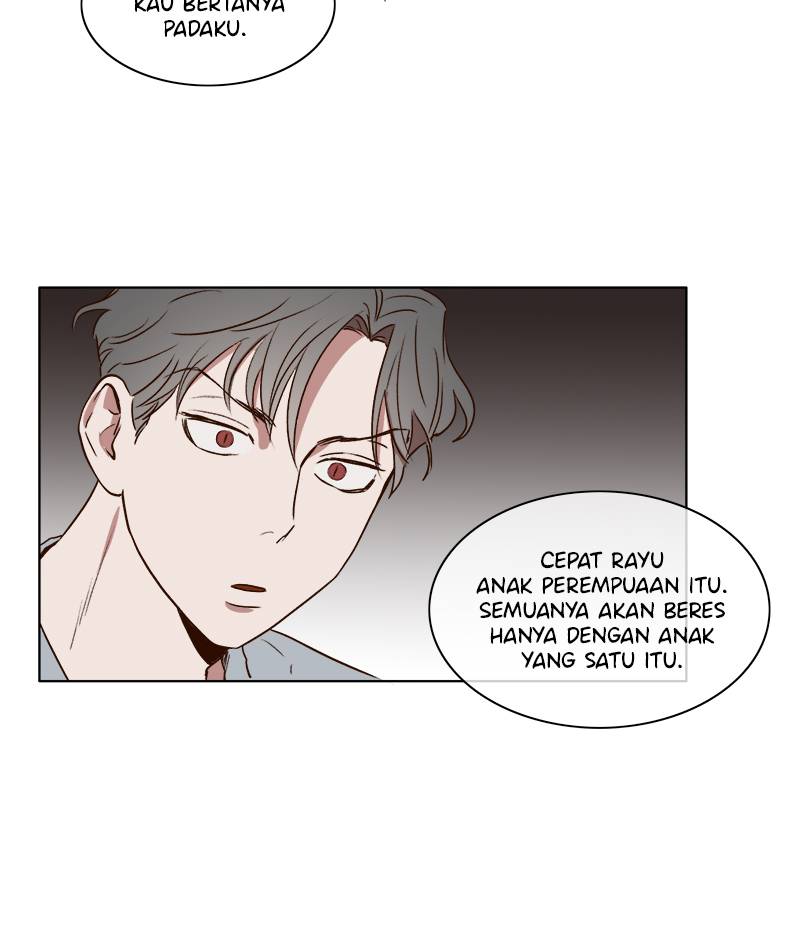 KAU BERTANYA
PADAKU.
CEPAT RAYU
ANAK PEREMPUAAN ITU.
SEMUANYA AKAN BERES
HANYA DENGAN ANAK
YANG SATU ITU.